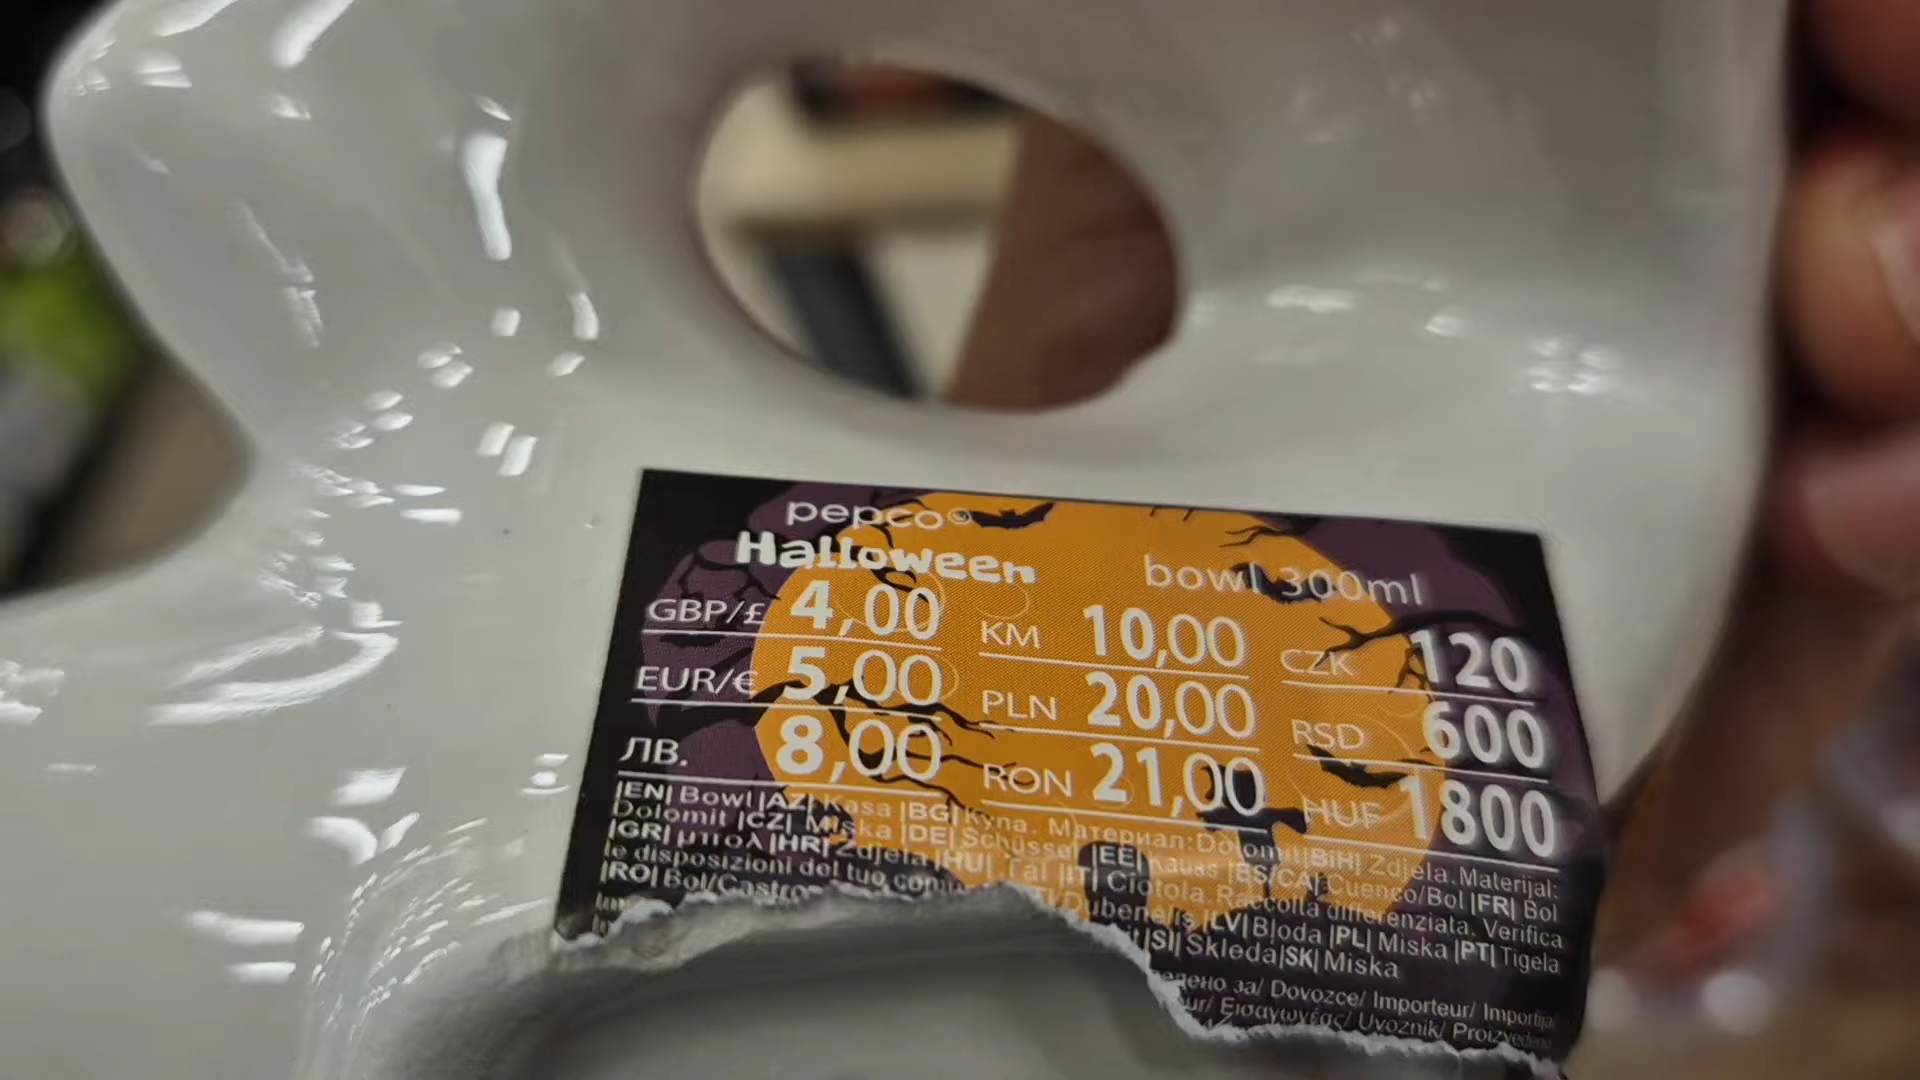 pepco®
Halloween
bowl 300ml
GBP/£ 4,00
EUR/€ 5,00
ЛВ. 8,00
KM 10,00
PLN 20,00
RON 21,00
CZK 120
RSD 600
HUF 1800
|EN| Bowl |AZ| Kasa |BG| Купа. Материал: Dolomit |BiH| Zdjela. Materijal:
Dolomit |CZ| Miska |DE| Schüssel |EE| Kauss |ES/CA| Cuenco/Bol |FR| Bol
|GR| μπολ |HR| Zdjela |HU| Tál |IT| Ciotola. Raccolta differenziata. Verifica
le disposizioni del tuo Dubenėlis |LV| Bļoda |PL| Miska |PT| Tigela
|RO| Bol/Castron |SI| Skleda |SK| Miska
за/ Dovozce/ Importeur/ Importija
Εισαγωγέας/ Uvoznik/ Proizvedeno